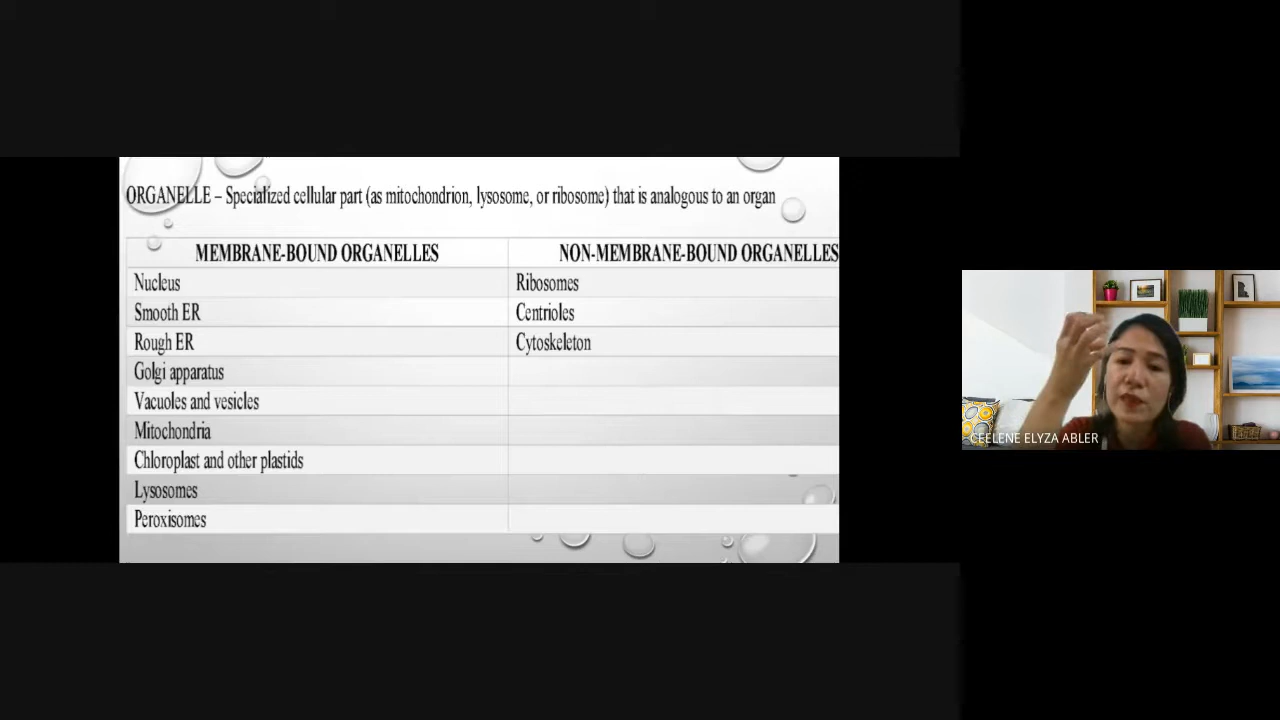 ORGANELLE – Specialized cellular part (as mitochondrion, lysosome, or ribosome) that is analogous to an organ
MEMBRANE-BOUND ORGANELLES NON-MEMBRANE-BOUND ORGANELLES
Nucleus Ribosomes
Smooth ER Centrioles
Rough ER Cytoskeleton
Golgi apparatus
Vacuoles and vesicles
Mitochondria
Chloroplast and other plastids
Lysosomes
Peroxisomes
CEELENE ELYZA ABLER